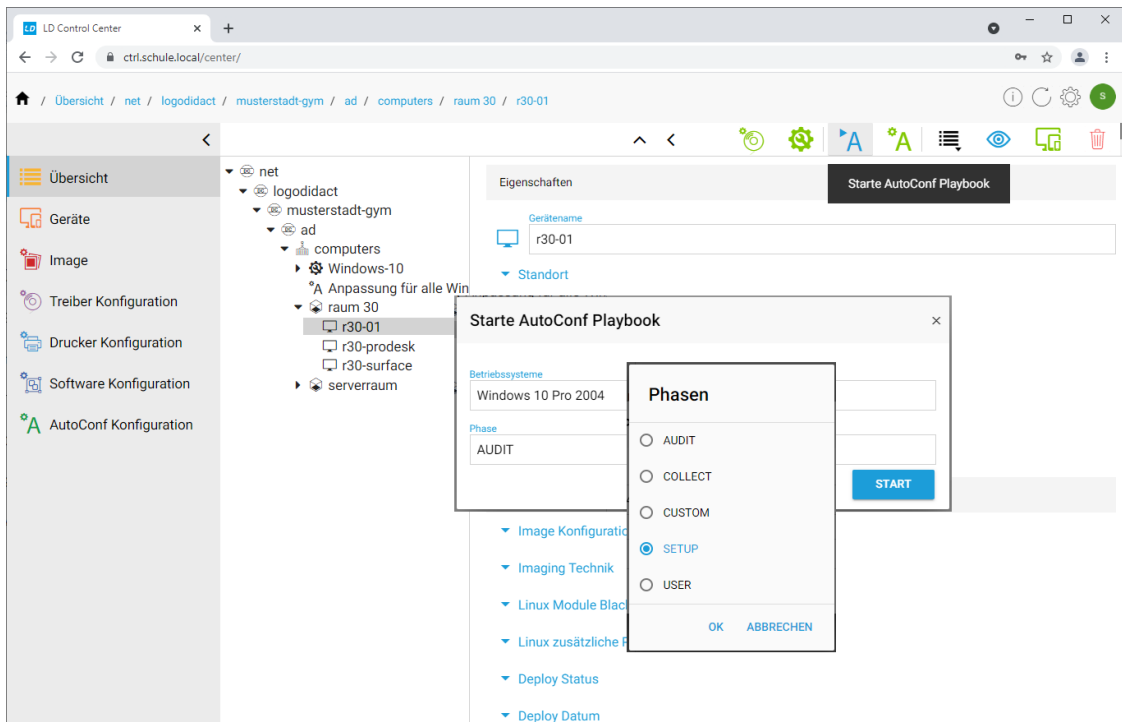 LD LD Control Center
ctrl.schule.local/center/
/ Übersicht / net / logodidact / musterstadt-gym / ad / computers / raum 30 / r30-01
S
Übersicht
Geräte
Image
Treiber Konfiguration
Drucker Konfiguration
Software Konfiguration
AutoConf Konfiguration
net
logodidact
musterstadt-gym
ad
computers
Windows-10
Anpassung für alle Win
raum 30
r30-01
r30-prodesk
r30-surface
serverraum
Starte AutoConf Playbook
Eigenschaften
Gerätename
r30-01
Standort
Starte AutoConf Playbook
Betriebssysteme
Windows 10 Pro 2004
Phase
AUDIT
START
Phasen
AUDIT
COLLECT
CUSTOM
SETUP
USER
OK ABBRECHEN
Image Konfiguratio
Imaging Technik
Linux Module Blac
Linux zusätzliche
Deploy Status
Deploy Datum